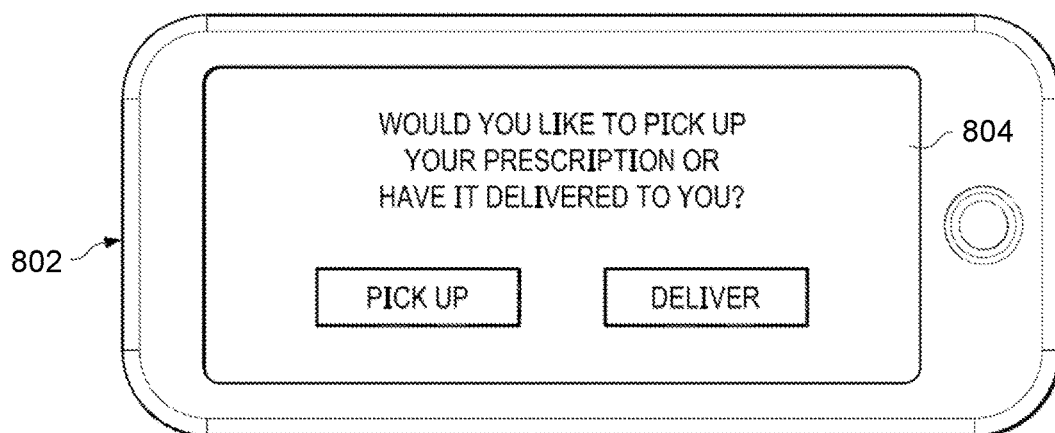 WOULD YOU LIKE TO PICK UP
YOUR PRESCRIPTION OR
HAVE IT DELIVERED TO YOU?
804
802
PICK UP
DELIVER